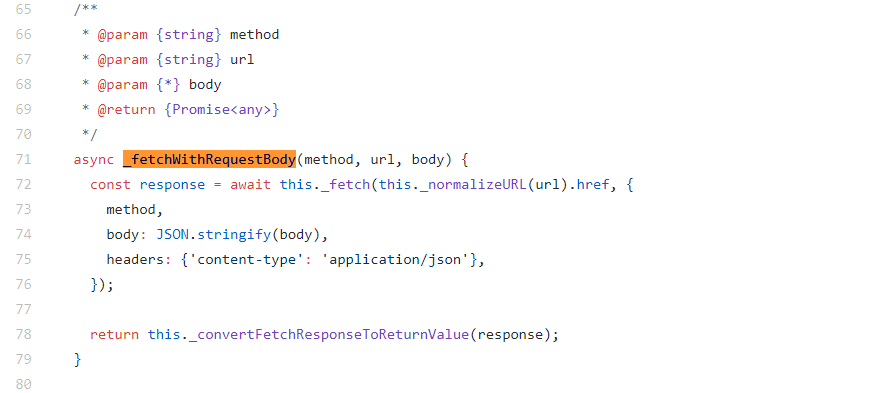 65 /**
66 * @param {string} method
67 * @param {string} url
68 * @param {*} body
69 * @return {Promise<any>}
70 */
71 async _fetchWithRequestBody(method, url, body) {
72 const response = await this._fetch(this._normalizeURL(url).href, {
73 method,
74 body: JSON.stringify(body),
75 headers: {'content-type': 'application/json'},
76 });
77
78 return this._convertFetchResponseToReturnValue(response);
79 }
80